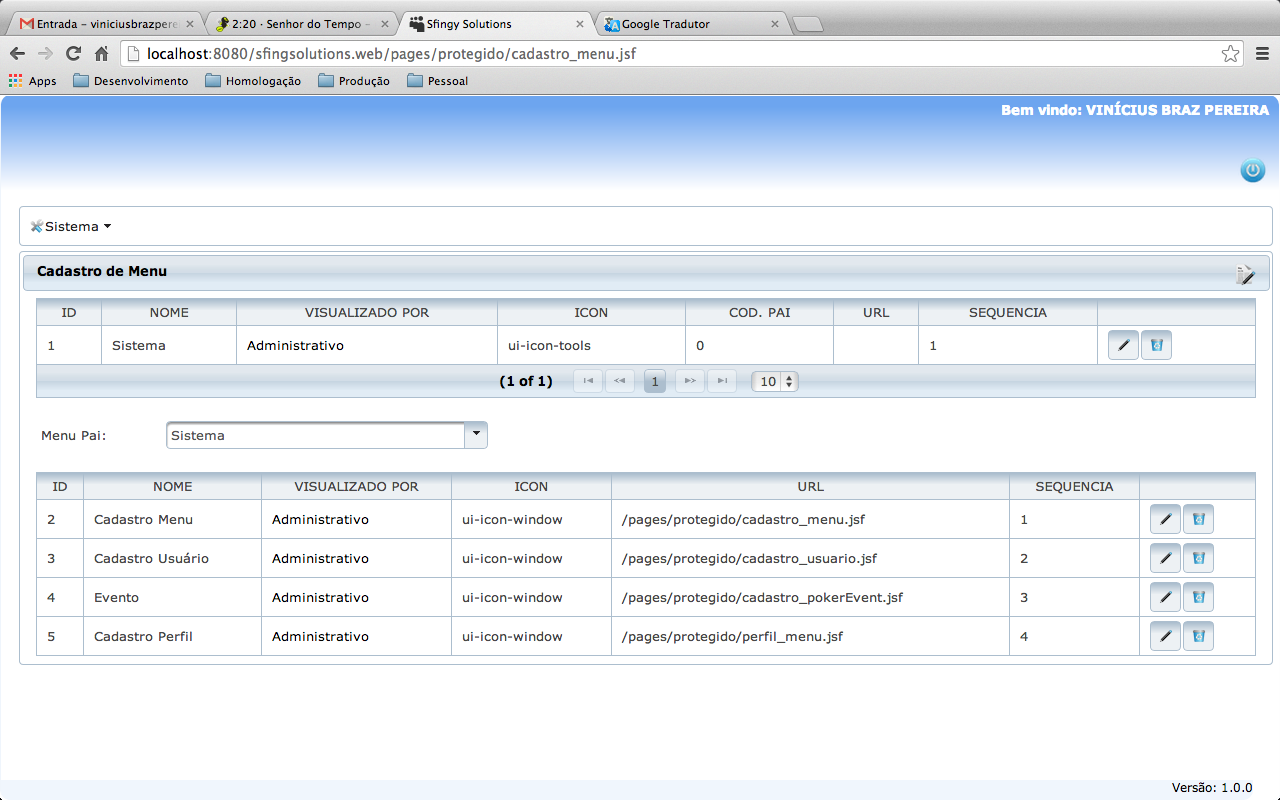 Entrada – viniciusbrazpere
2:20 · Senhor do Tempo –
Sfingy Solutions
Google Tradutor
localhost:8080/sfingsolutions.web/pages/protegido/cadastro_menu.jsf
Apps Desenvolvimento Homologação Produção Pessoal
Bem vindo: VINÍCIUS BRAZ PEREIRA
Sistema
Cadastro de Menu
ID NOME VISUALIZADO POR ICON COD. PAI URL SEQUENCIA
1 Sistema Administrativo ui-icon-tools 0 1
(1 of 1) 1 10
Menu Pai: Sistema
ID NOME VISUALIZADO POR ICON URL SEQUENCIA
2 Cadastro Menu Administrativo ui-icon-window /pages/protegido/cadastro_menu.jsf 1
3 Cadastro Usuário Administrativo ui-icon-window /pages/protegido/cadastro_usuario.jsf 2
4 Evento Administrativo ui-icon-window /pages/protegido/cadastro_pokerEvent.jsf 3
5 Cadastro Perfil Administrativo ui-icon-window /pages/protegido/perfil_menu.jsf 4
Versão: 1.0.0